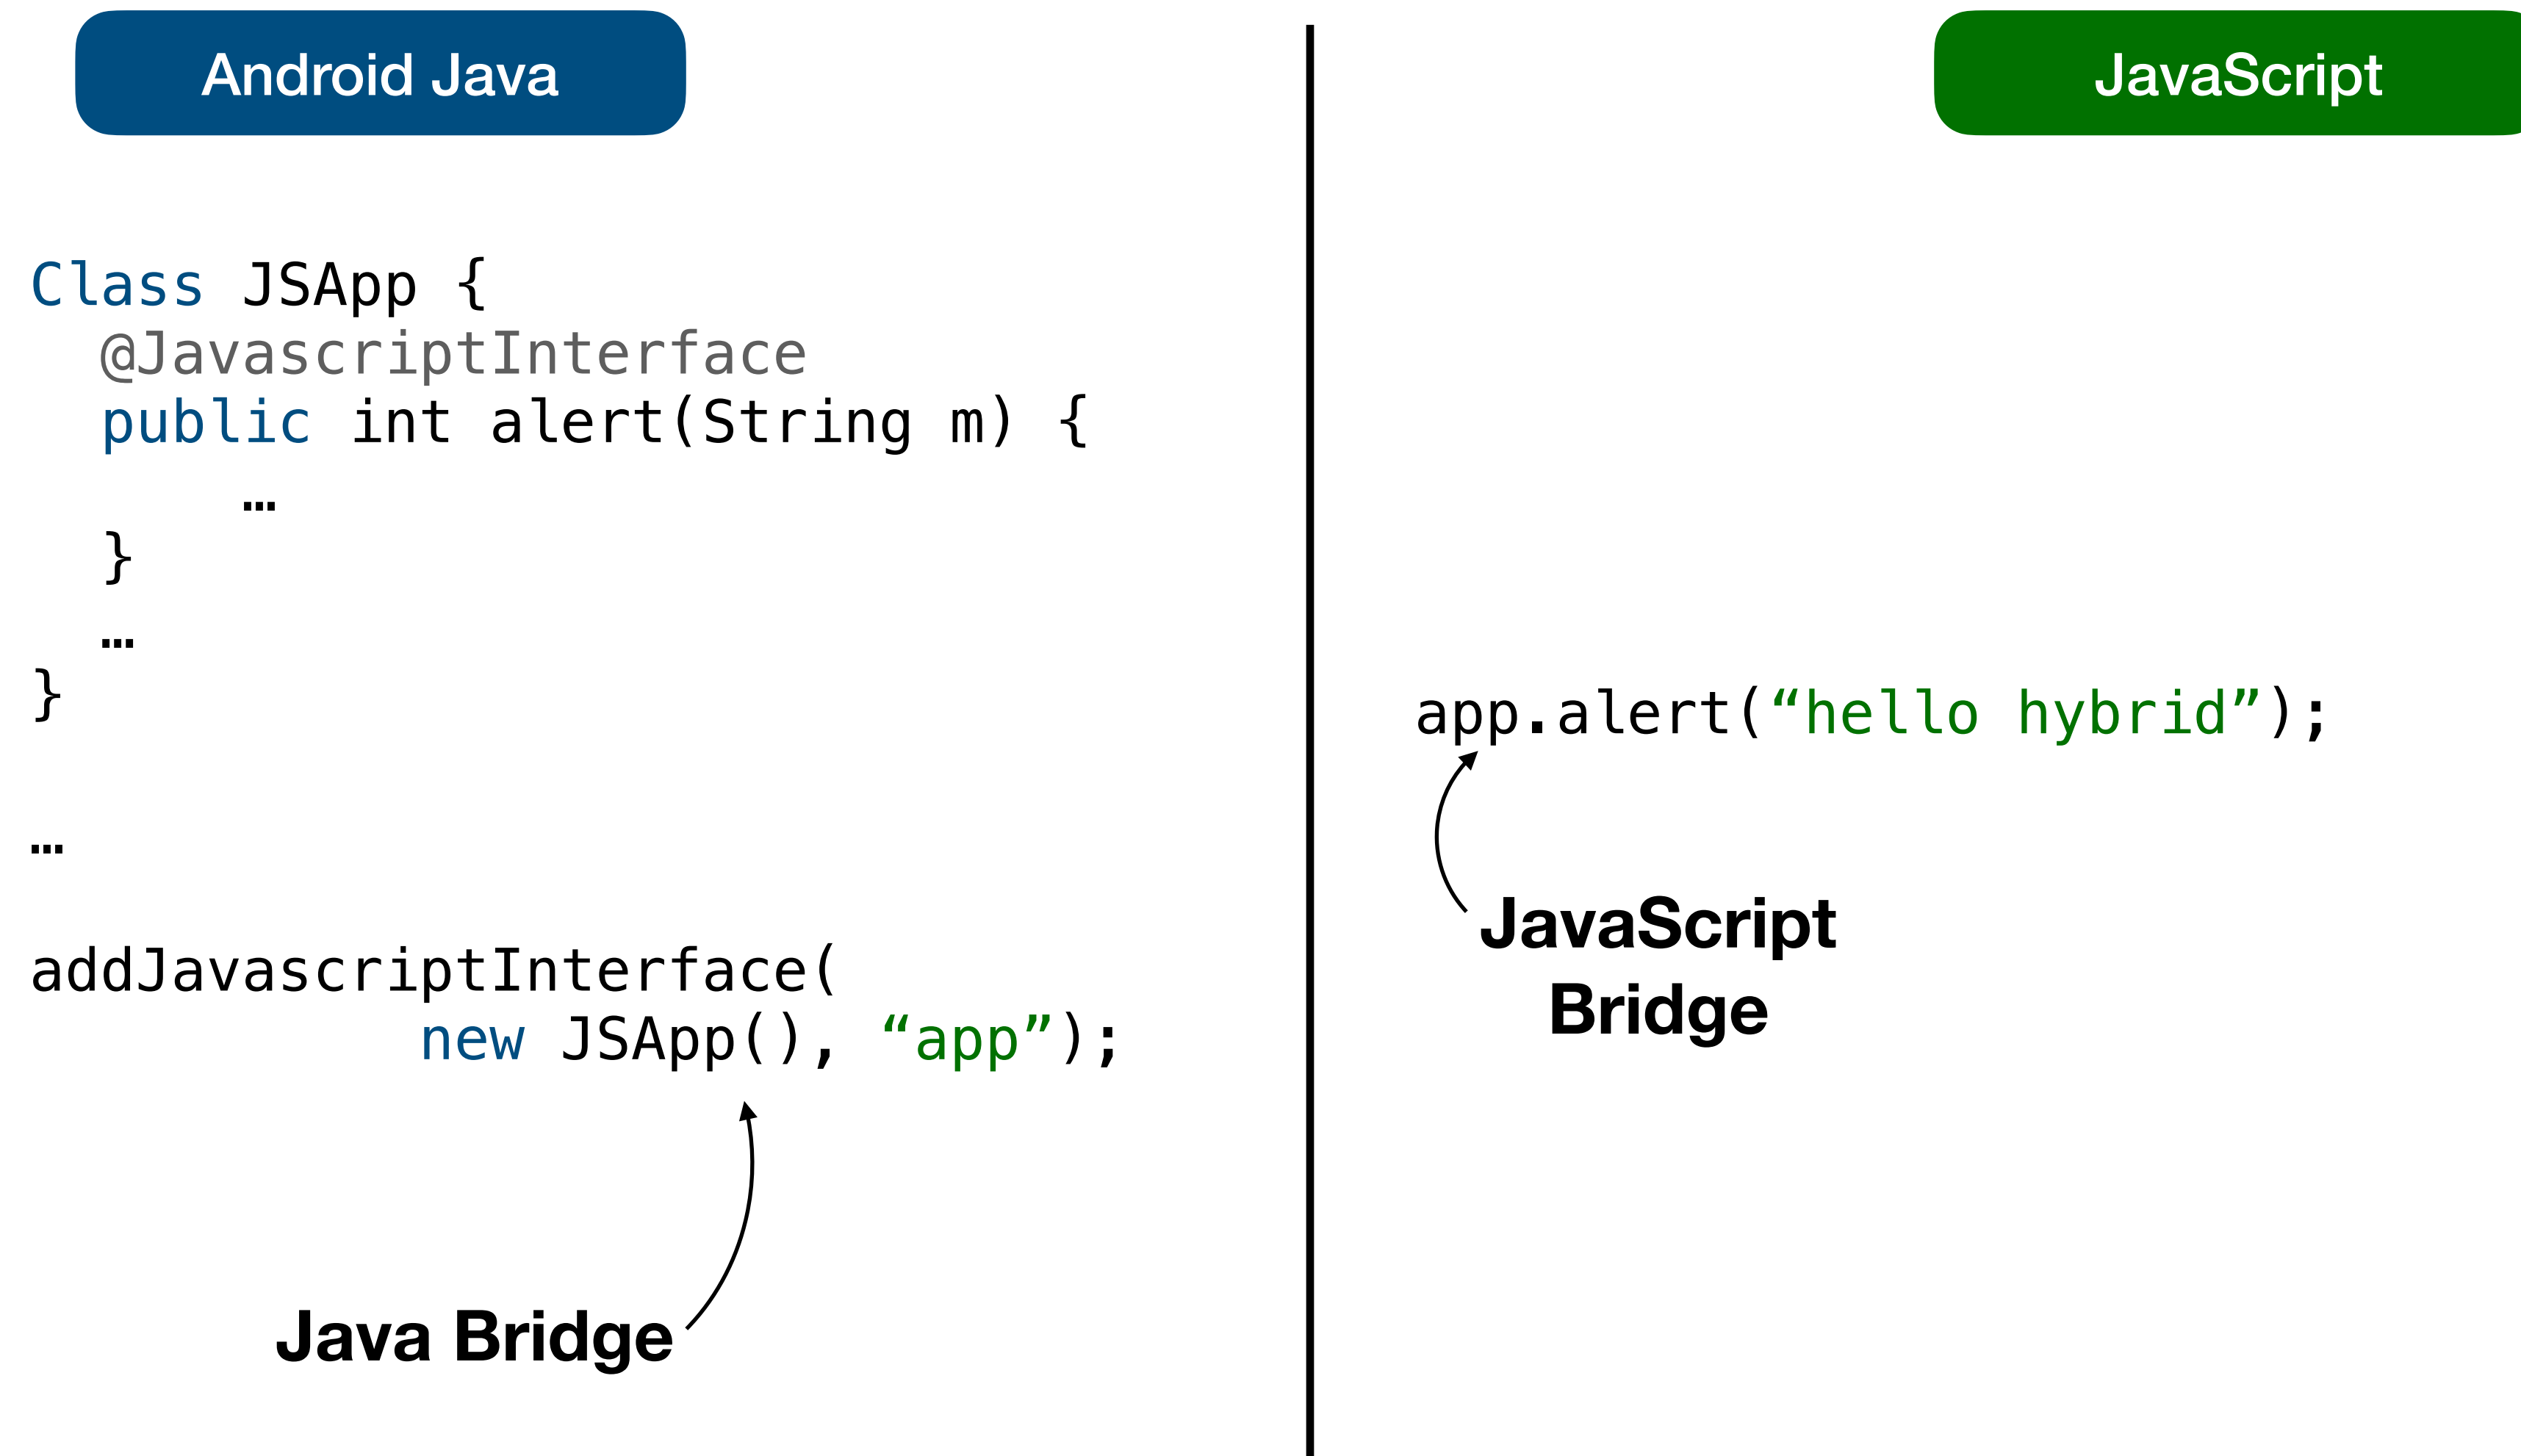 Android Java
Class JSApp {
@JavascriptInterface
public int alert(String m) {
…
}
…
}
…
addJavascriptInterface(
new JSApp(), “app”);
Java Bridge
JavaScript
app.alert(“hello hybrid”);
JavaScript
Bridge